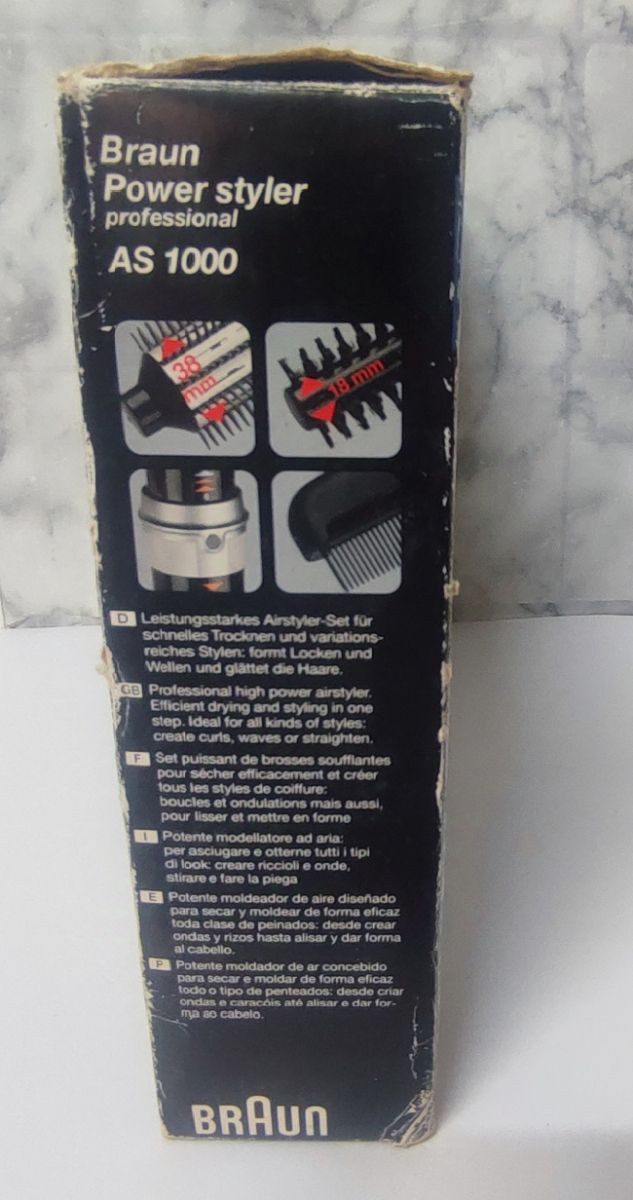 Braun
Power styler
professional
AS 1000
38
mm
18 mm
D Leistungsstarkes Airstyler-Set für
schnelles Trocknen und variations-
reiches Stylen: formt Locken und
Wellen und glättet die Haare.
GB Professional high power airstyler.
Efficient drying and styling in one
step. Ideal for all kinds of styles:
create curls, waves or straighten.
F Set puissant de brosses soufflantes
pour sécher efficacement et créer
tous les styles de coiffure:
boucles et ondulations mais aussi,
pour lisser et mettre en forme
I Potente modellatore ad aria:
per asciugare e otterne tutti i tipi
di look: creare riccioli e onde,
stirare e fare la piega
E Potente moldeador de aire diseñado
para secar y moldear de forma eficaz
toda clase de peinados: desde crear
ondas y rizos hasta alisar y dar forma
al cabello.
P Potente moldador de ar concebido
para secar e moldar de forma eficaz
todo o tipo de penteados: desde criar
ondas e caracóis até alisar e dar for-
ma ao cabelo.
BRAUN